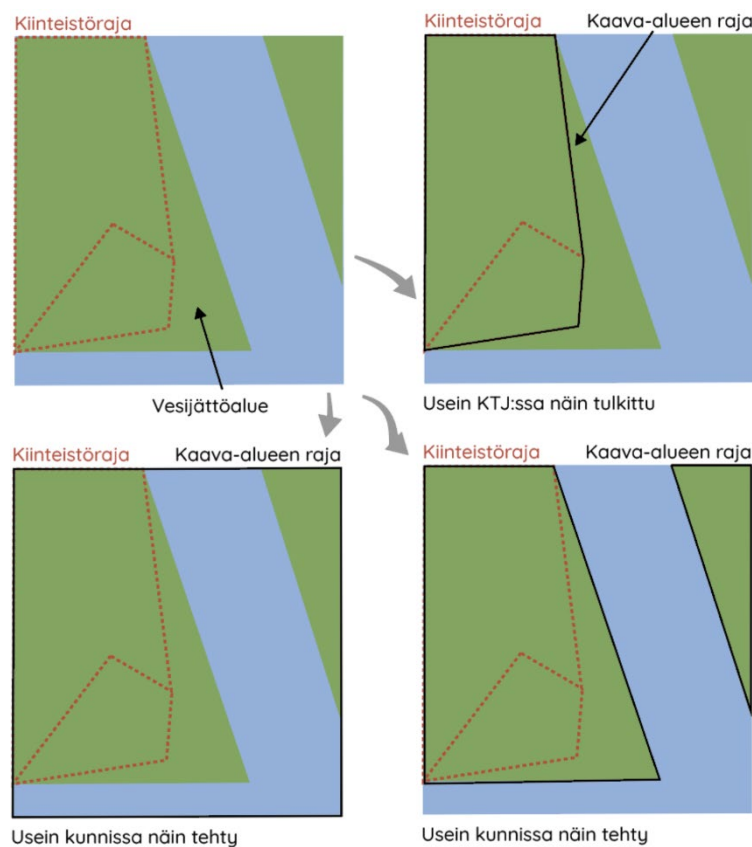 Kiinteistöraja
Vesijättöalue
Kiinteistöraja Kaava-alueen raja
Usein KTJ:ssa näin tulkittu
Kiinteistöraja Kaava-alueen raja
Usein kunnissa näin tehty
Kiinteistöraja Kaava-alueen raja
Usein kunnissa näin tehty